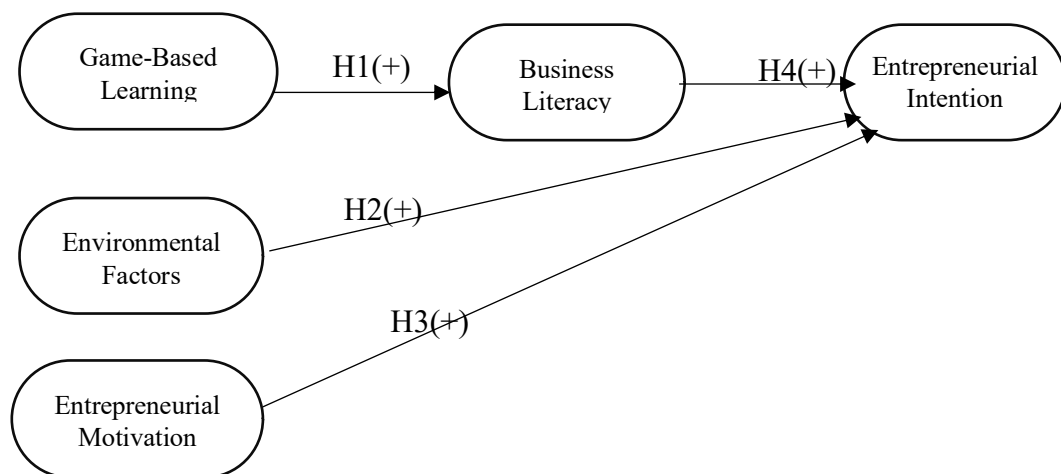 Game-Based
Learning
H1(+)
Business
Literacy
H4(+)
Entrepreneurial
Intention
Environmental
Factors
H2(+)
H3(+)
Entrepreneurial
Motivation